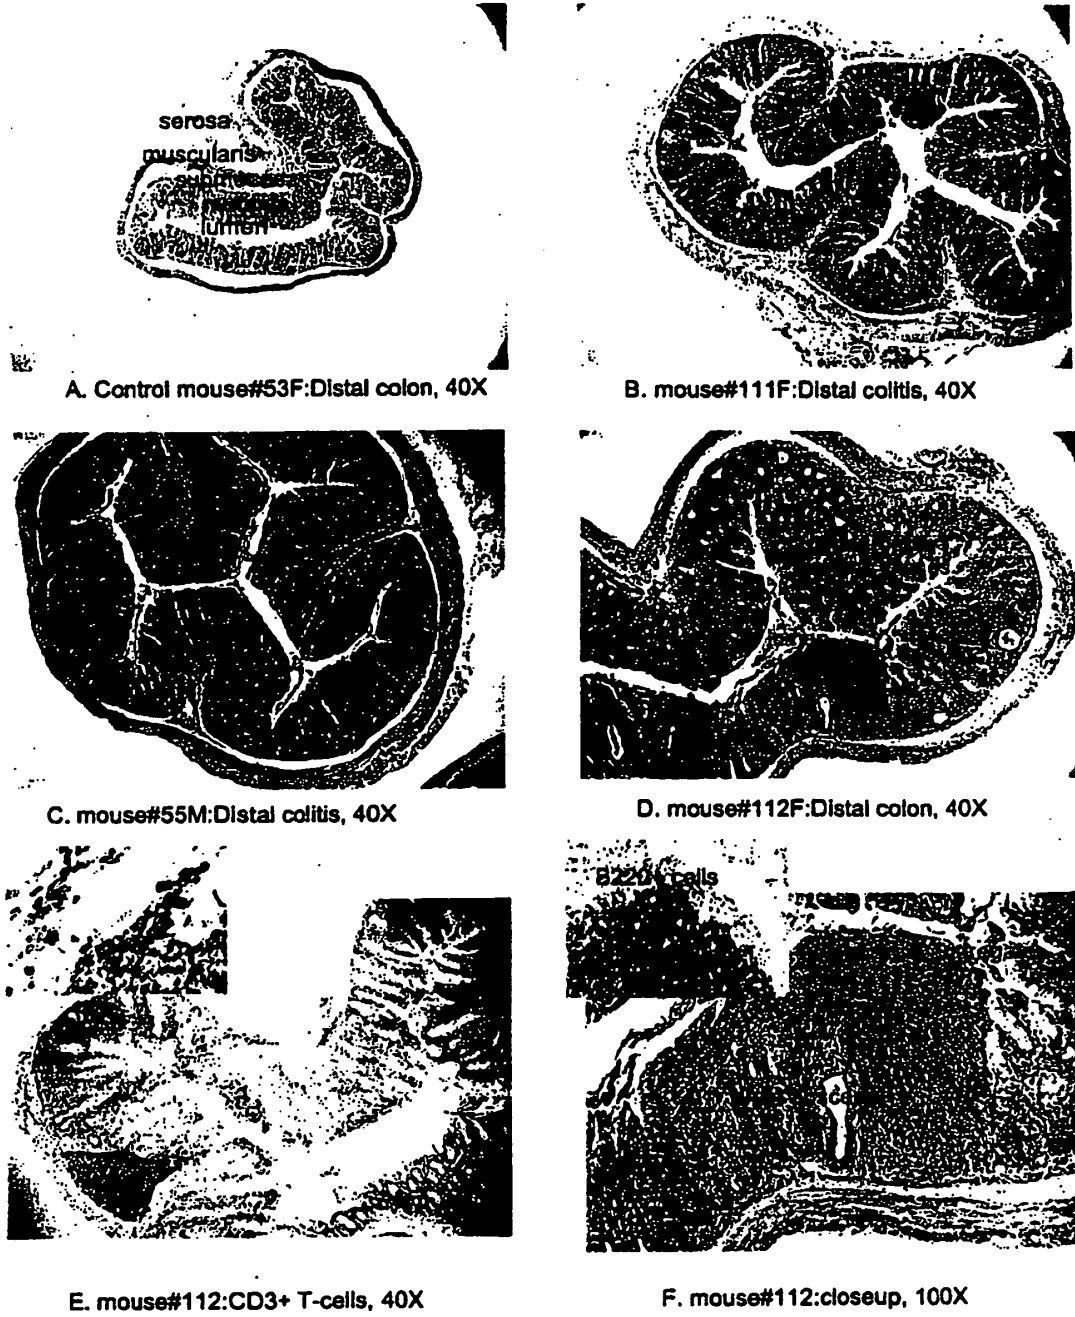 serosa
muscularis
submucosa
lumen
A. Control mouse#53F:Distal colon, 40X
B. mouse#111F:Distal colitis, 40X
C. mouse#55M:Distal colitis, 40X
D. mouse#112F:Distal colon, 40X
B220+ cells
E. mouse#112:CD3+ T-cells, 40X
F. mouse#112:closeup, 100X